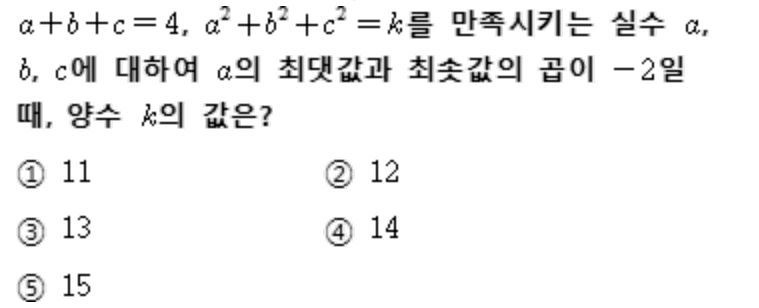 a+b+c=4, a²+b²+c²=k를 만족시키는 실수 a,
b, c에 대하여 a의 최댓값과 최솟값의 곱이 -2일
때, 양수 k의 값은?
① 11 ② 12
③ 13 ④ 14
⑤ 15